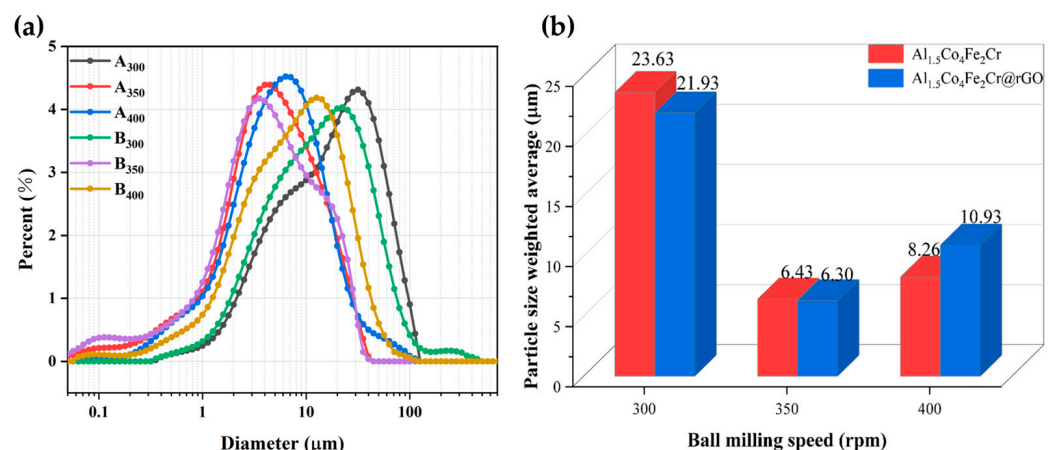 (a)
5
4
3
2
1
0
Percent (%)
A300
A350
A400
B300
B350
B400
0.1 1 10 100
Diameter (μm)
(b)
Al1.5Co4Fe2Cr
Al1.5Co4Fe2Cr@rGO
25
20
15
10
5
0
Particle size weighted average (μm)
23.63
21.93
6.43
6.30
8.26
10.93
300 350 400
Ball milling speed (rpm)